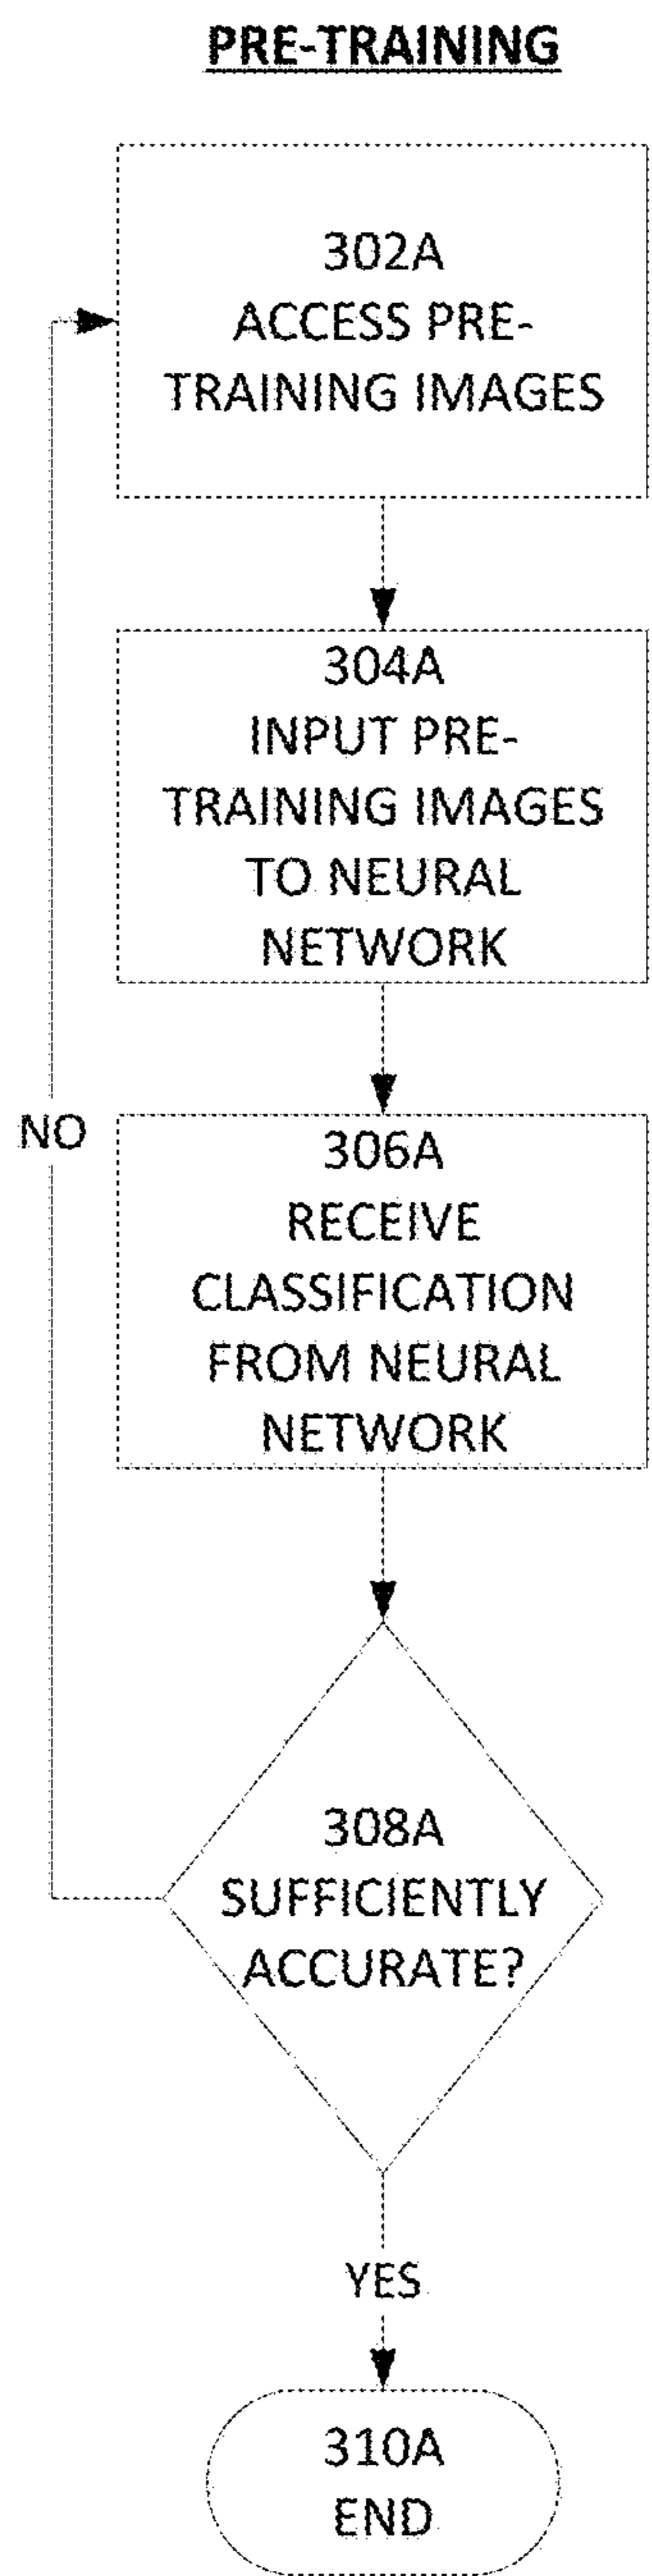 PRE-TRAINING
302A
ACCESS PRE-
TRAINING IMAGES
304A
INPUT PRE-
TRAINING IMAGES
TO NEURAL
NETWORK
NO
306A
RECEIVE
CLASSIFICATION
FROM NEURAL
NETWORK
308A
SUFFICIENTLY
ACCURATE?
YES
310A
END